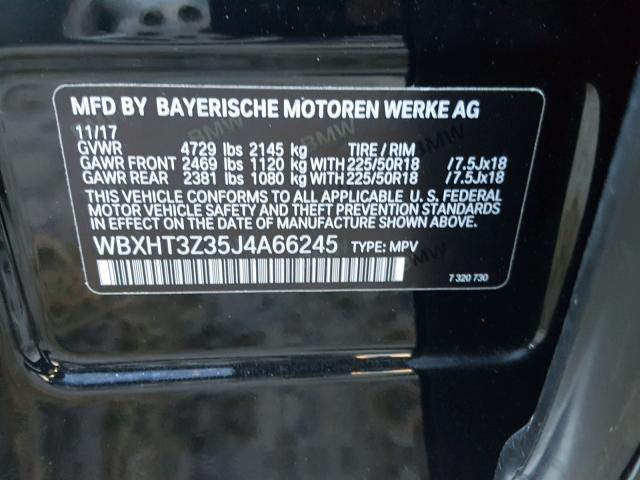 MFD BY BAYERISCHE MOTOREN WERKE AG
11/17
GVWR 4729 lbs 2145 kg TIRE / RIM
GAWR FRONT 2469 lbs 1120 kg WITH 225/50R18 /7.5Jx18
GAWR REAR 2381 lbs 1080 kg WITH 225/50R18 /7.5Jx18
THIS VEHICLE CONFORMS TO ALL APPLICABLE U. S. FEDERAL
MOTOR VEHICLE SAFETY AND THEFT PREVENTION STANDARDS
IN EFFECT ON THE DATE OF MANUFACTURE SHOWN ABOVE.
WBXHT3Z35J4A66245 TYPE: MPV
7 320 730